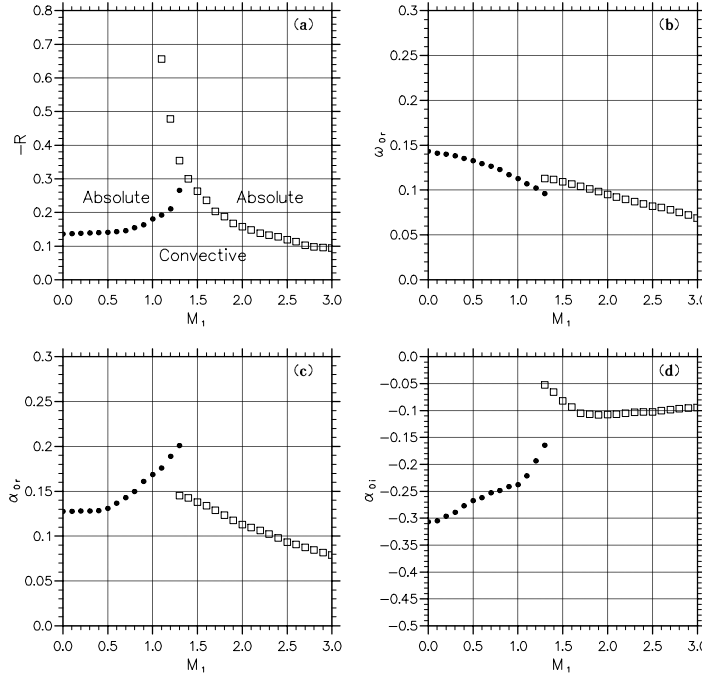 (a)
0.8
0.7
0.6
0.5
0.4
0.3
0.2
0.1
0.0
−R
Absolute
Absolute
Convective
0.0 0.5 1.0 1.5 2.0 2.5 3.0
M₁
(b)
0.3
0.25
0.2
0.15
0.1
0.05
0.0
ω₀ᵣ
0.0 0.5 1.0 1.5 2.0 2.5 3.0
M₁
(c)
0.3
0.25
0.2
0.15
0.1
0.05
0.0
α₀ᵣ
0.0 0.5 1.0 1.5 2.0 2.5 3.0
M₁
(d)
0.0
−0.05
−0.1
−0.15
−0.2
−0.25
−0.3
−0.35
−0.4
−0.45
−0.5
α₀ᵢ
0.0 0.5 1.0 1.5 2.0 2.5 3.0
M₁